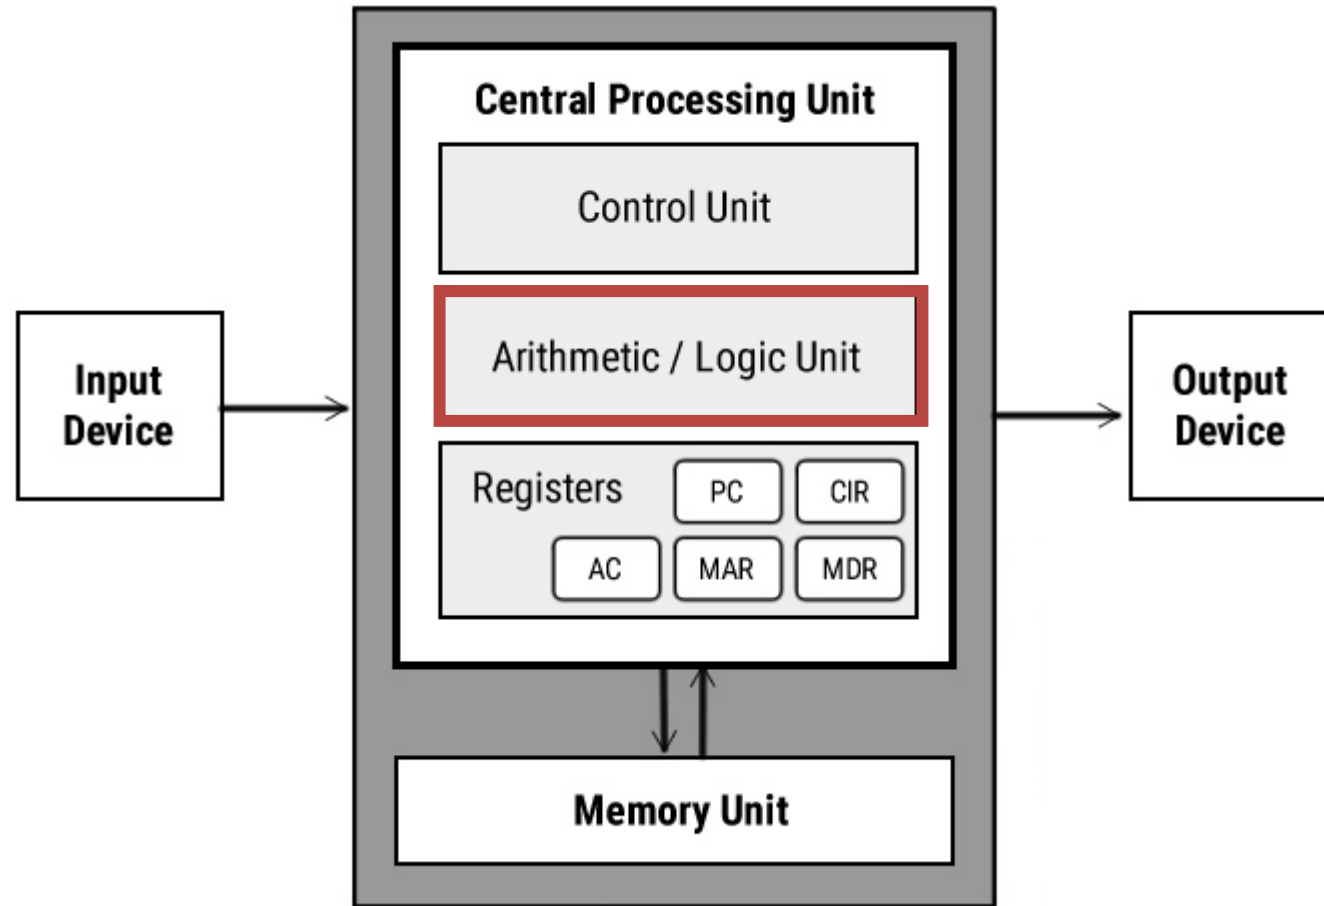 Central Processing Unit
Control Unit
Arithmetic / Logic Unit
Input
Device
Output
Device
Registers PC CIR
AC MAR MDR
Memory Unit